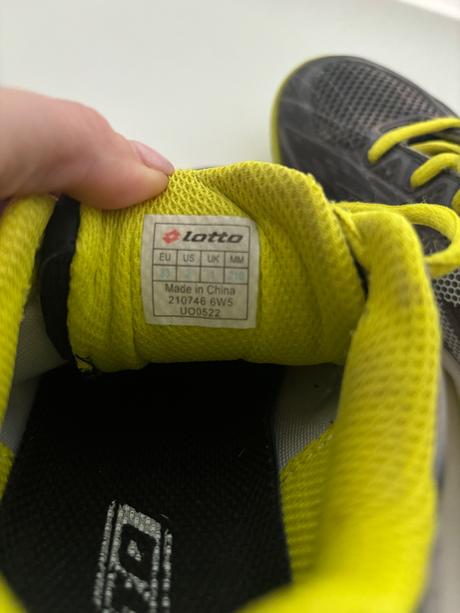 lotto
EU US UK MM
Made in China
210746 6W5
UO0522